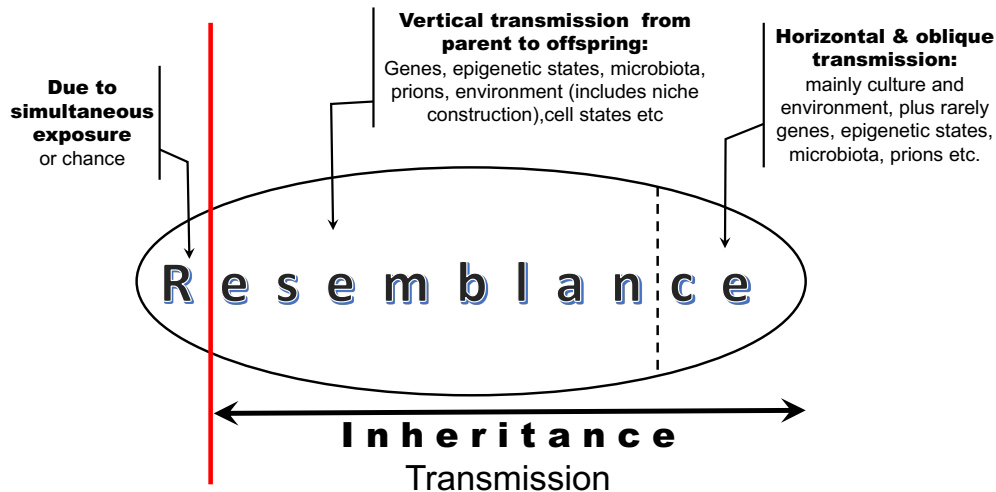 Due to
simultaneous
exposure
or chance
Vertical transmission from
parent to offspring:
Genes, epigenetic states, microbiota,
prions, environment (includes niche
construction),cell states etc
Horizontal & oblique
transmission:
mainly culture and
environment, plus rarely
genes, epigenetic states,
microbiota, prions etc.
Resemblance
Inheritance
Transmission